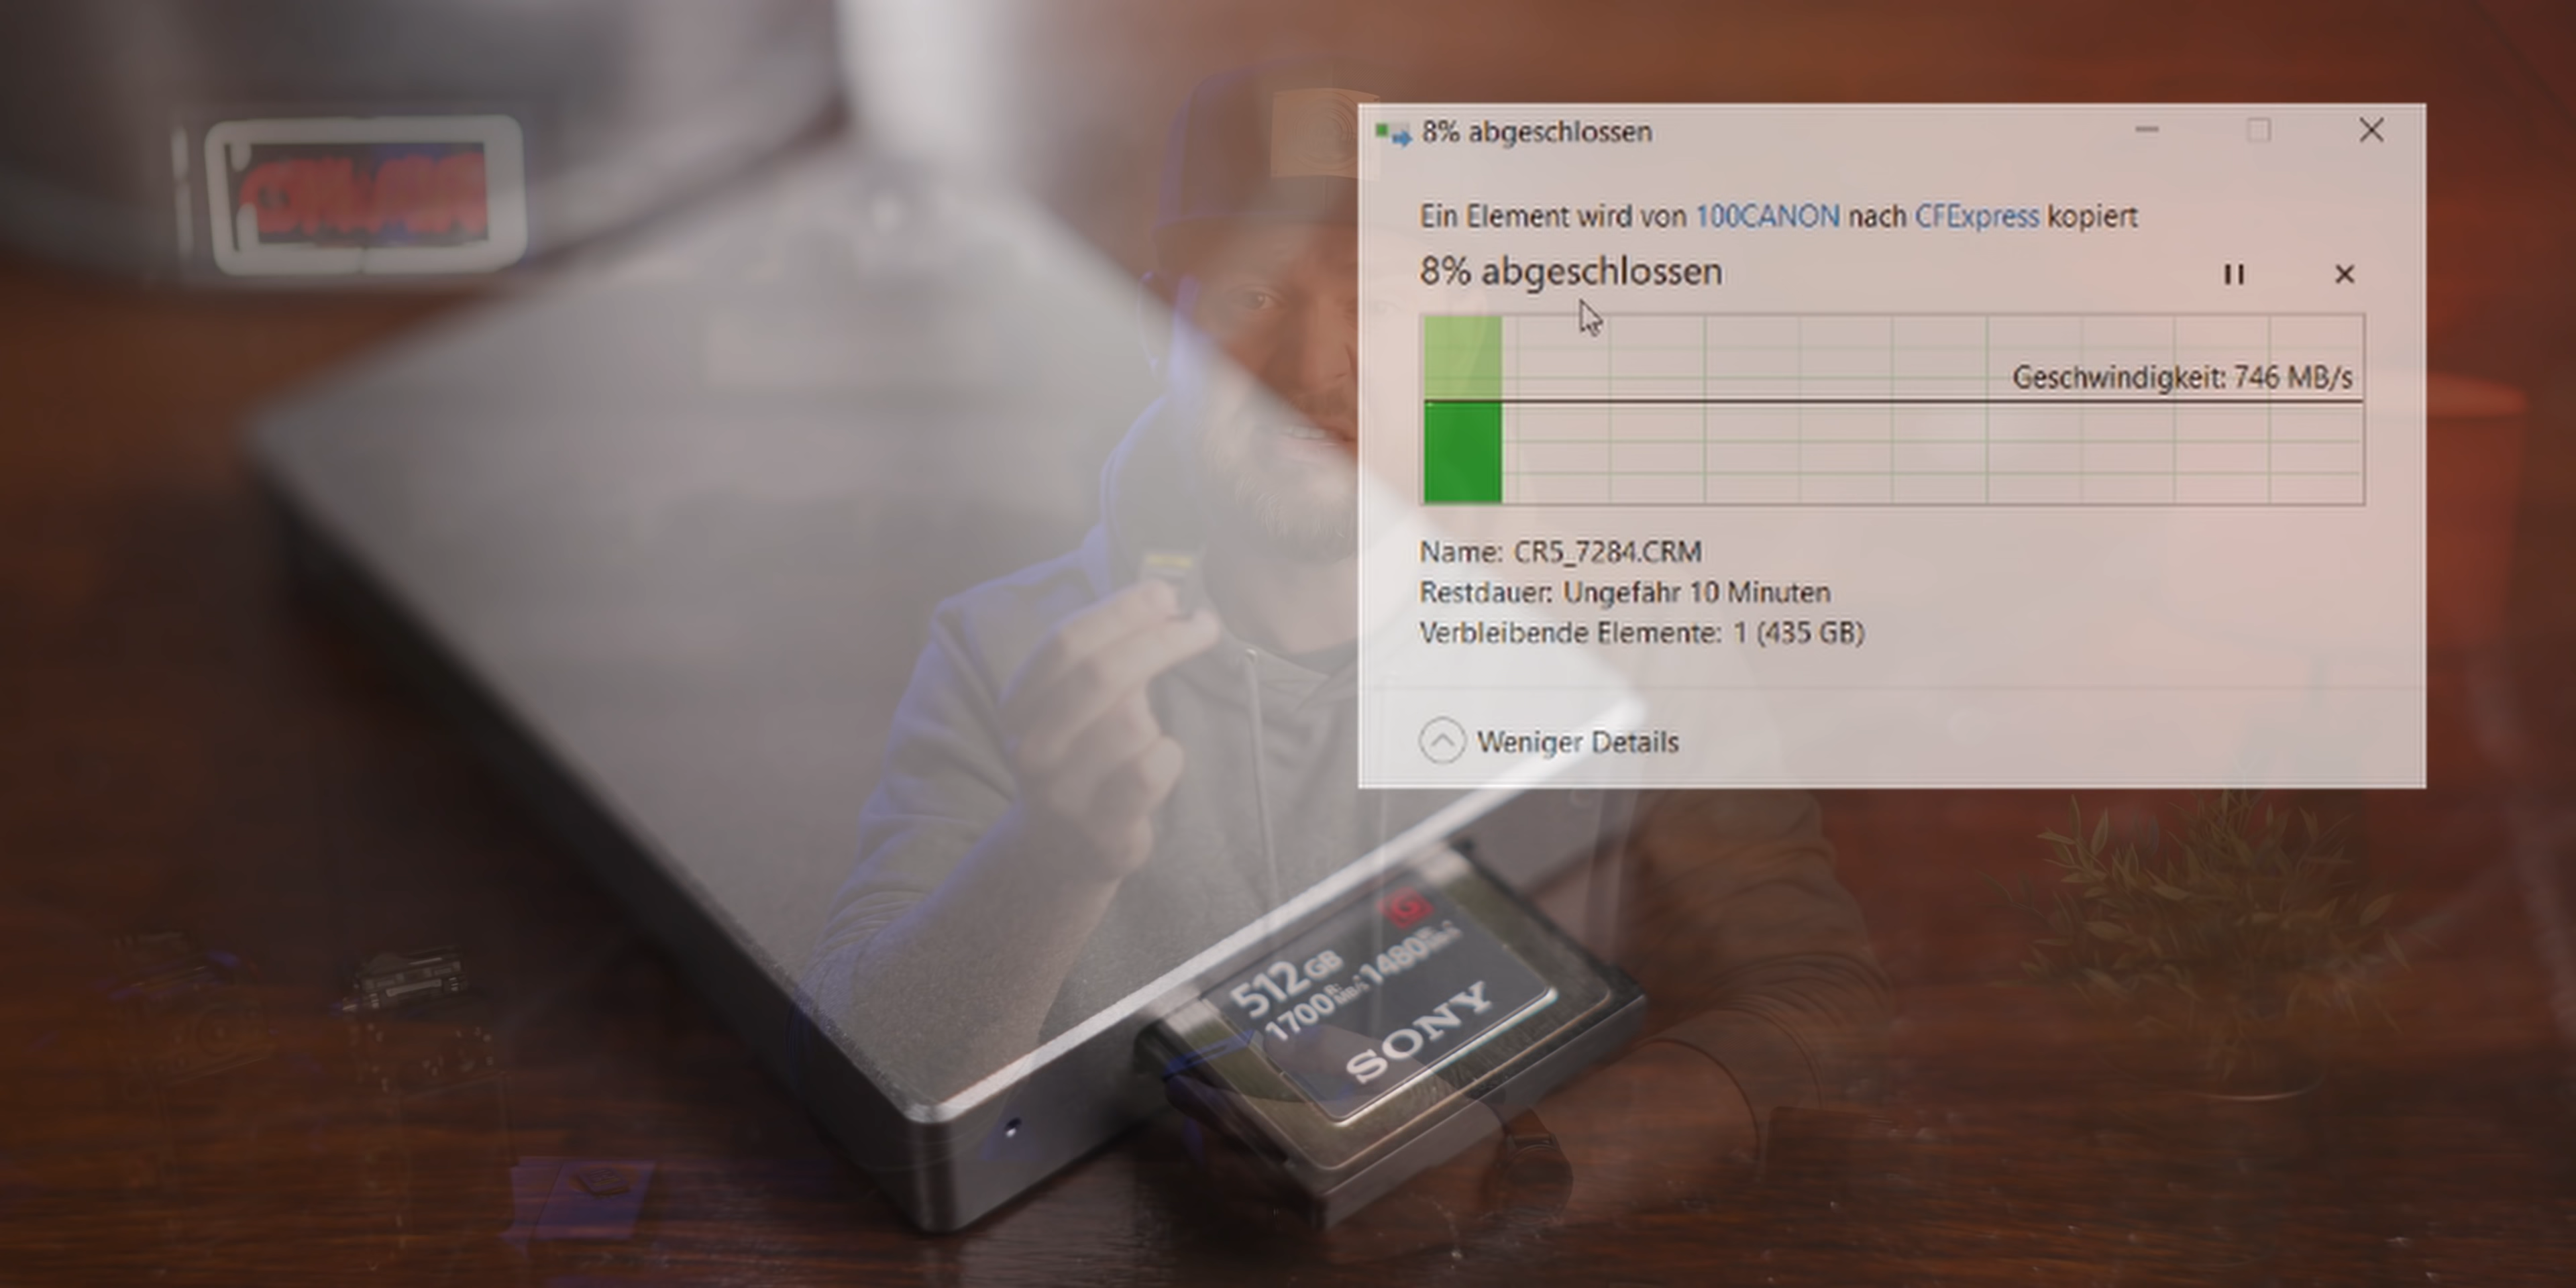 8% abgeschlossen
Ein Element wird von 100CANON nach CFExpress kopiert
8% abgeschlossen
Geschwindigkeit: 746 MB/s
Name: CR5_7284.CRM
Restdauer: Ungefähr 10 Minuten
Verbleibende Elemente: 1 (435 GB)
Weniger Details
G
512GB
1700 1480
SONY